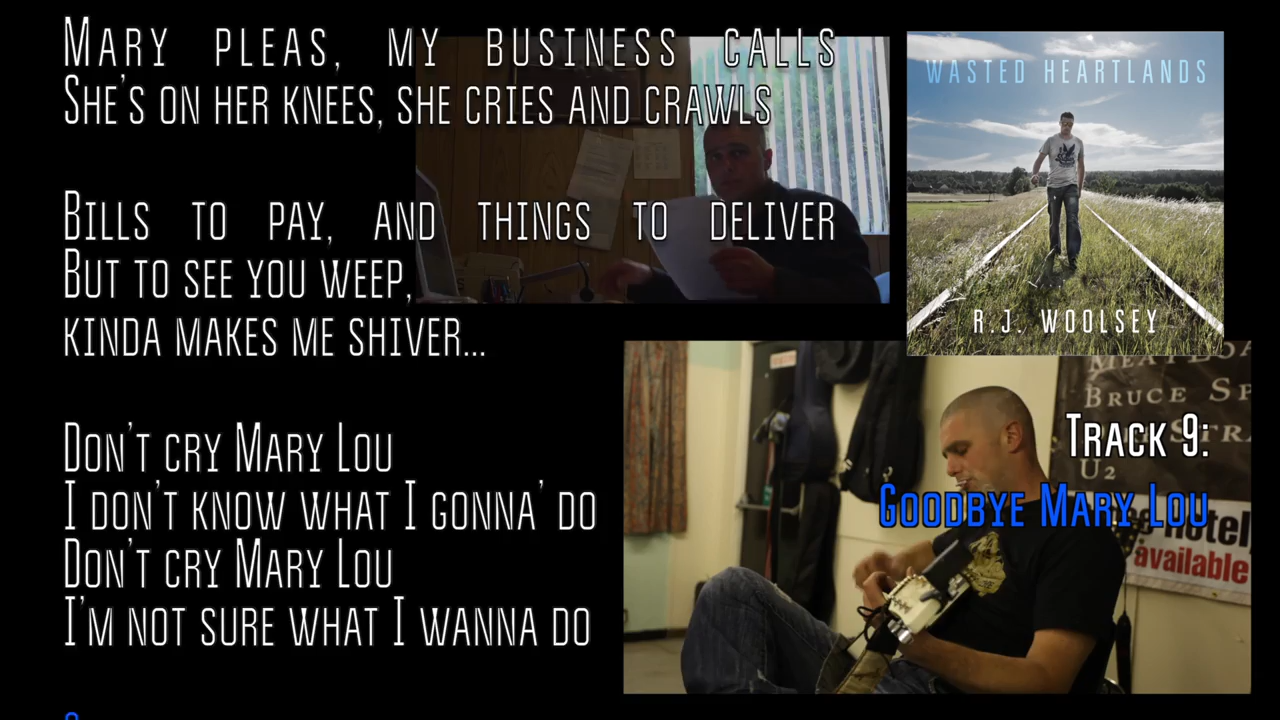 Mary pleas, my business calls
She's on her knees, she cries and crawls
Bills to pay, and things to deliver
But to see you weep,
kinda makes me shiver...
Don't cry Mary Lou
I don't know what I gonna' do
Don't cry Mary Lou
I'm not sure what I wanna do
WASTED HEARTLANDS
R.J. WOOLSEY
Bruce Sp
U2
Track 9:
Goodbye Mary Lou
Hotel,
available